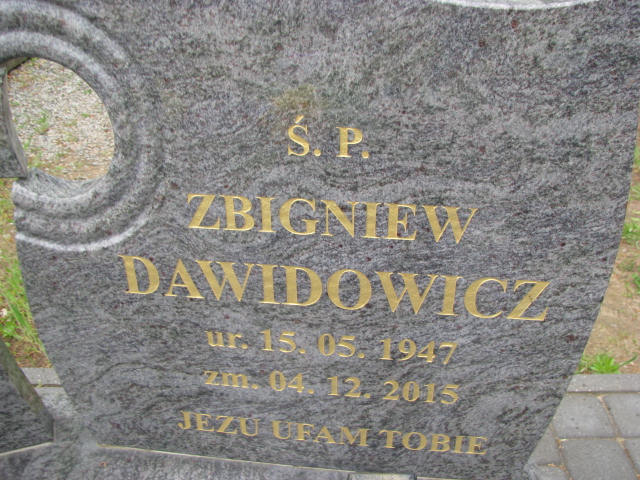 Ś. P.
ZBIGNIEW
DAWIDOWICZ
ur. 15. 05. 1947
zm. 04. 12. 2015
JEZU UFAM TOBIE